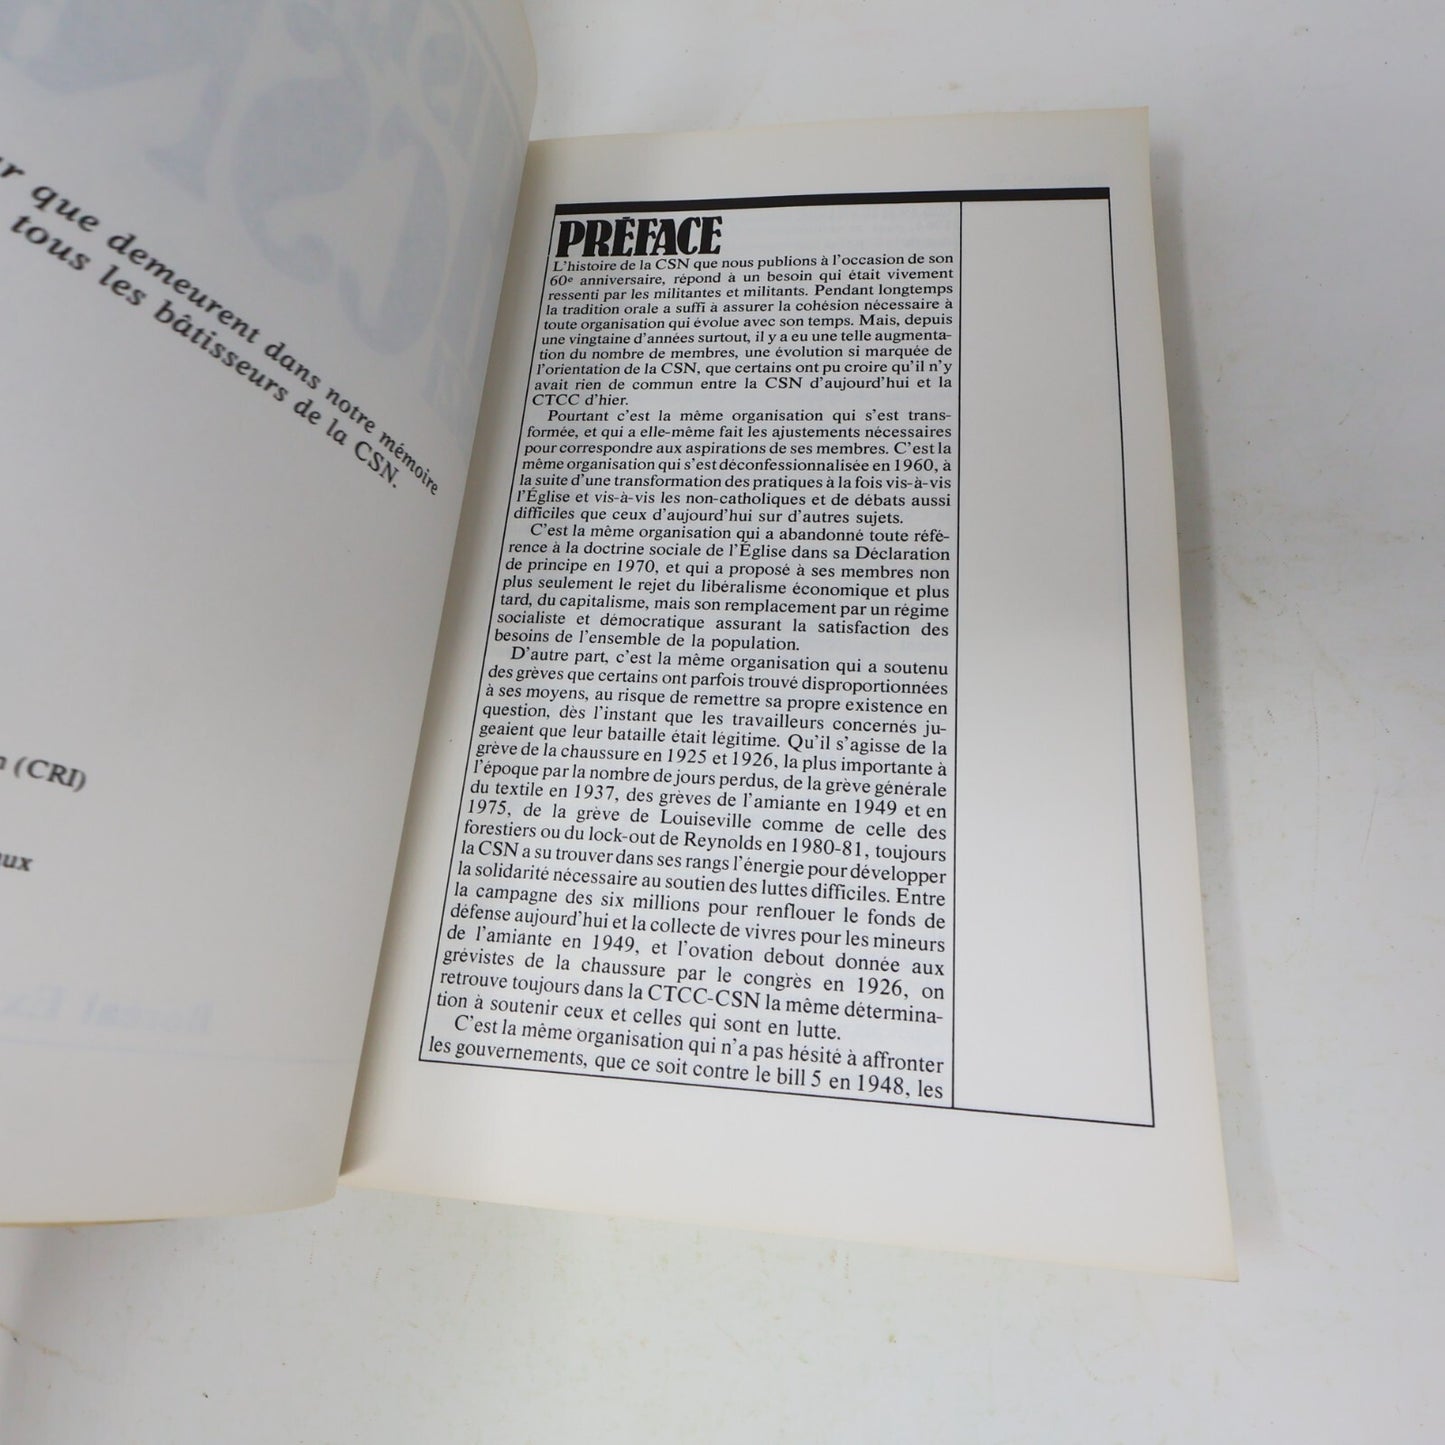 que demeurent dans notre mémoire
tous les bâtisseurs de la CSN.
(CRI)
PRÉFACE
L'histoire de la CSN que nous publions à l'occasion de son
60e anniversaire, répond à un besoin qui était vivement
ressenti par les militantes et militants. Pendant longtemps
la tradition orale a suffi à assurer la cohésion nécessaire à
toute organisation qui évolue avec son temps. Mais, depuis
une vingtaine d'années surtout, il y a eu une telle augmenta-
tion du nombre de membres, une évolution si marquée de
l'orientation de la CSN, que certains ont pu croire qu'il n'y
avait rien de commun entre la CSN d'aujourd'hui et la
CTCC d'hier.
Pourtant c'est la même organisation qui s'est trans-
formée, et qui a elle-même fait les ajustements nécessaires
pour correspondre aux aspirations de ses membres. C'est la
même organisation qui s'est déconfessionnalisée en 1960, à
la suite d'une transformation des pratiques à la fois vis-à-vis
l'Église et vis-à-vis les non-catholiques et de débats aussi
difficiles que ceux d'aujourd'hui sur d'autres sujets.
C'est la même organisation qui a abandonné toute réfé-
rence à la doctrine sociale de l'Église dans sa Déclaration
de principe en 1970, et qui a proposé à ses membres non
plus seulement le rejet du libéralisme économique et plus
tard, du capitalisme, mais son remplacement par un régime
socialiste et démocratique assurant la satisfaction des
besoins de l'ensemble de la population.
D'autre part, c'est la même organisation qui a soutenu
des grèves que certains ont parfois trouvé disproportionnées
à ses moyens, au risque de remettre sa propre existence en
question, dès l'instant que les travailleurs concernés ju-
geaient que leur bataille était légitime. Qu'il s'agisse de la
grève de la chaussure en 1925 et 1926, la plus importante à
l'époque par la nombre de jours perdus, de la grève générale
du textile en 1937, des grèves de l'amiante en 1949 et en
1975, de la grève de Louiseville comme de celle des
forestiers ou du lock-out de Reynolds en 1980-81, toujours
la CSN a su trouver dans ses rangs l'énergie pour développer
la solidarité nécessaire au soutien des luttes difficiles. Entre
la campagne des six millions pour renflouer le fonds de
défense aujourd'hui et la collecte de vivres pour les mineurs
de l'amiante en 1949, et l'ovation debout donnée aux
grévistes de la chaussure par le congrès en 1926, on
retrouve toujours dans la CTCC-CSN la même détermina-
tion à soutenir ceux et celles qui sont en lutte.
C'est la même organisation qui n'a pas hésité à affronter
les gouvernements, que ce soit contre le bill 5 en 1948, les